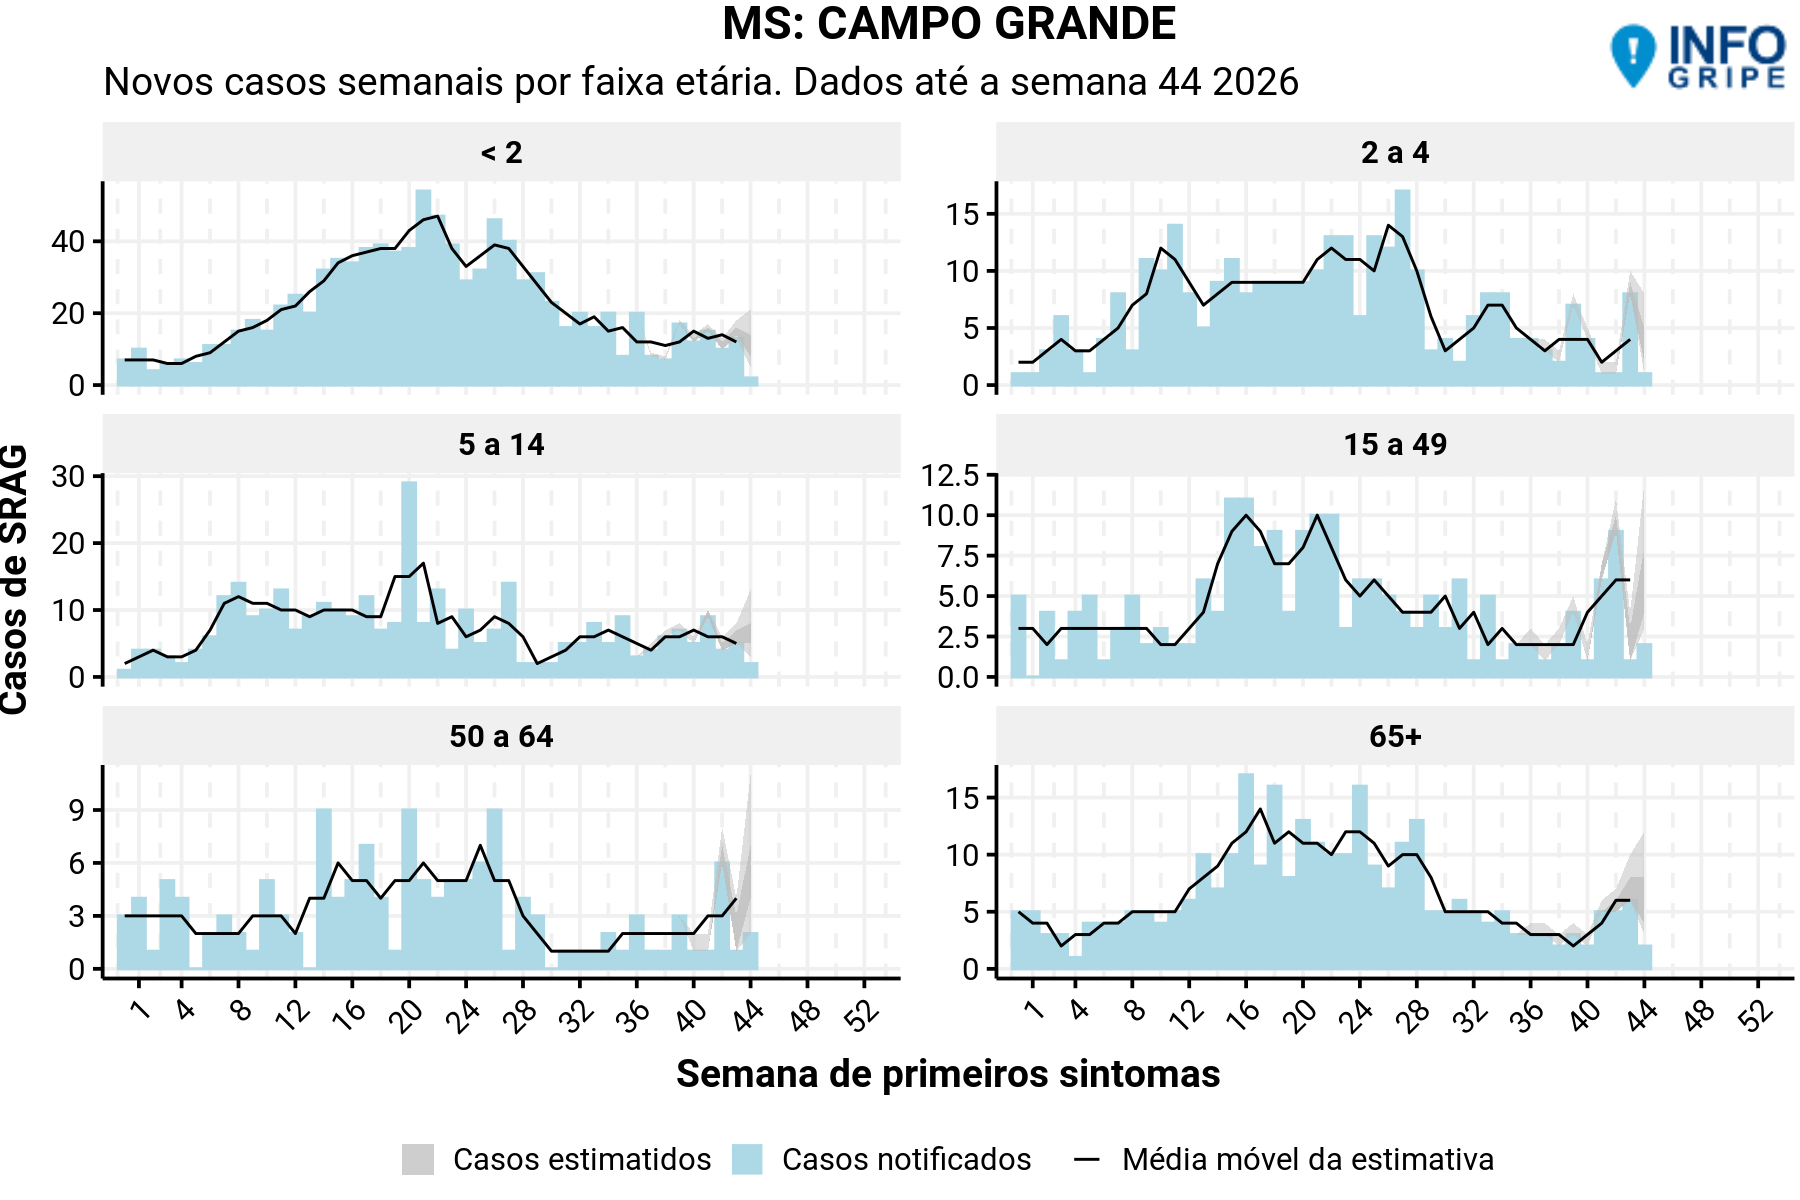 MS: CAMPO GRANDE
INFO
GRIPE
Novos casos semanais por faixa etária. Dados até a semana 44 2026
< 2
2 a 4
40
20
0
15
10
5
0
5 a 14
15 a 49
30
20
10
0
12.5
10.0
7.5
5.0
2.5
0.0
Casos de SRAG
50 a 64
65+
9
6
3
0
15
10
5
0
1 4 8 12 16 20 24 28 32 36 40 44 48 52
1 4 8 12 16 20 24 28 32 36 40 44 48 52
Semana de primeiros sintomas
Casos estimatidos Casos notificados Média móvel da estimativa